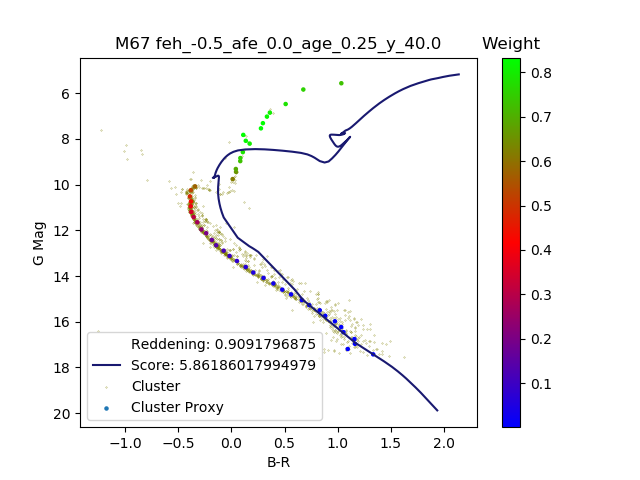 M67 feh_-0.5_afe_0.0_age_0.25_y_40.0
Weight
6
8
10
12
14
16
18
20
G Mag
−1.0
−0.5
0.0
0.5
1.0
1.5
2.0
B-R
Reddening: 0.9091796875
Score: 5.86186017994979
Cluster
Cluster Proxy
0.8
0.7
0.6
0.5
0.4
0.3
0.2
0.1